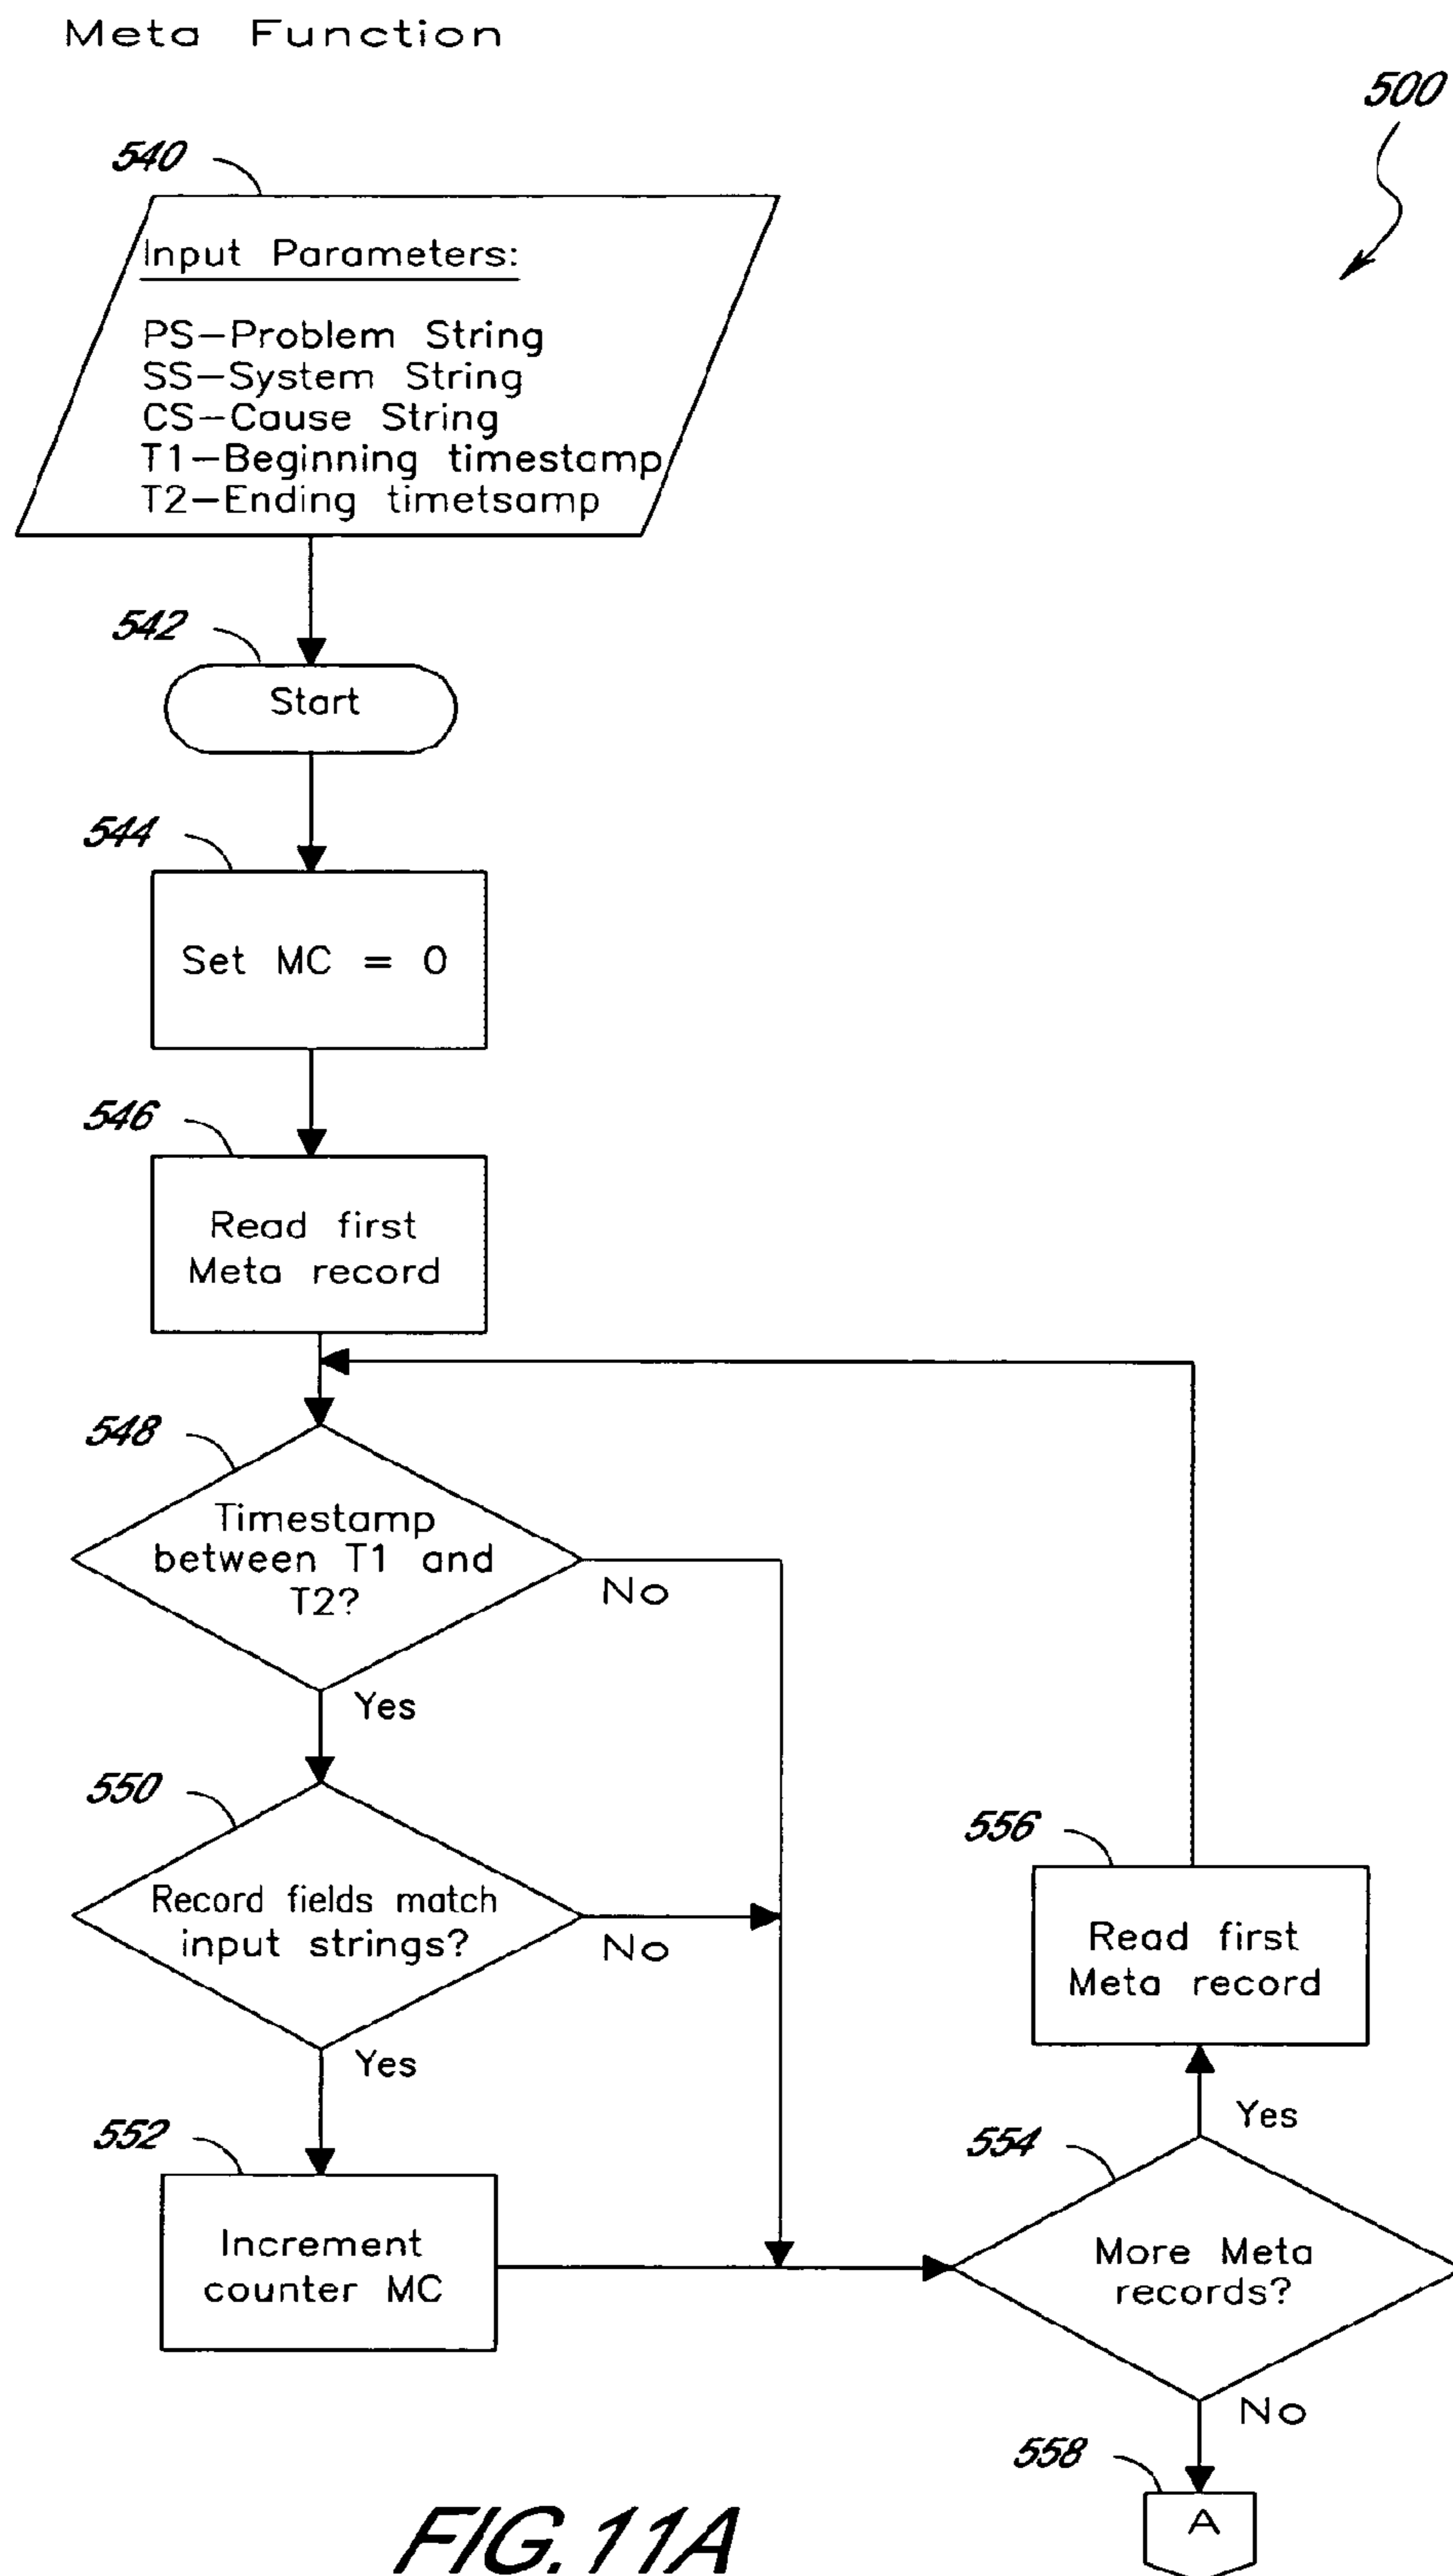 Meta Function
500
540
Input Parameters:
PS-Problem String
SS-System String
CS-Cause String
T1-Beginning timestamp
T2-Ending timetsamp
542
Start
544
Set MC = 0
546
Read first
Meta record
548
Timestamp
between T1 and
T2?
No
Yes
550
Record fields match
input strings?
No
Yes
552
Increment
counter MC
556
Read first
Meta record
Yes
554
More Meta
records?
No
558
A
FIG. 11A